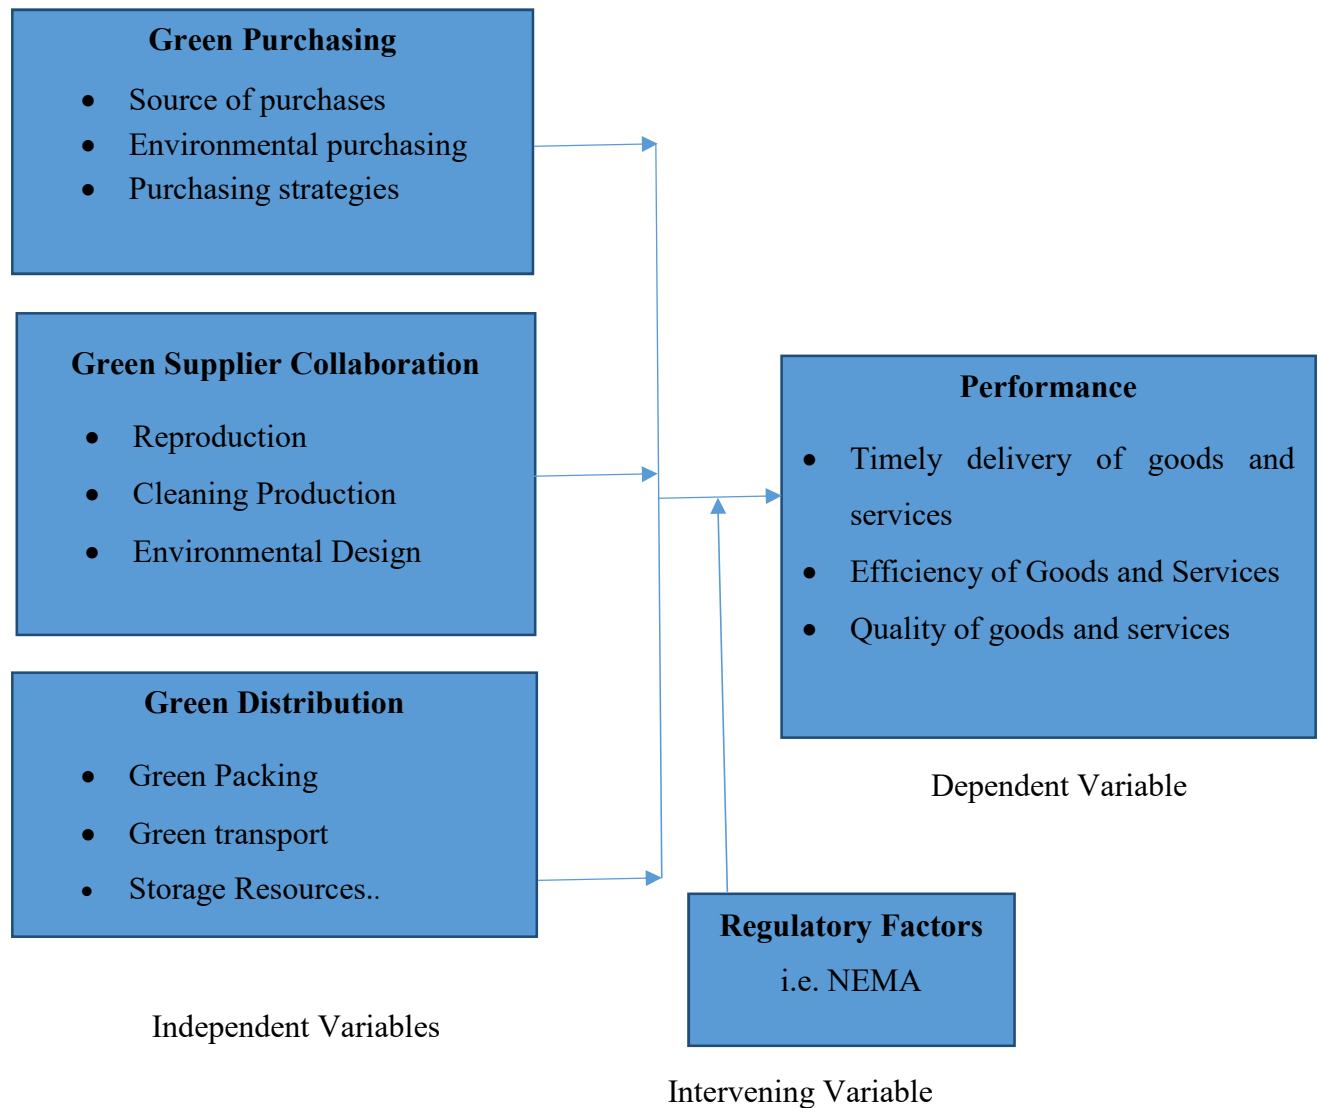 Green Purchasing
• Source of purchases
• Environmental purchasing
• Purchasing strategies
Green Supplier Collaboration
• Reproduction
• Cleaning Production
• Environmental Design
Green Distribution
• Green Packing
• Green transport
• Storage Resources..
Independent Variables
Performance
• Timely delivery of goods and
services
• Efficiency of Goods and Services
• Quality of goods and services
Dependent Variable
Regulatory Factors
i.e. NEMA
Intervening Variable